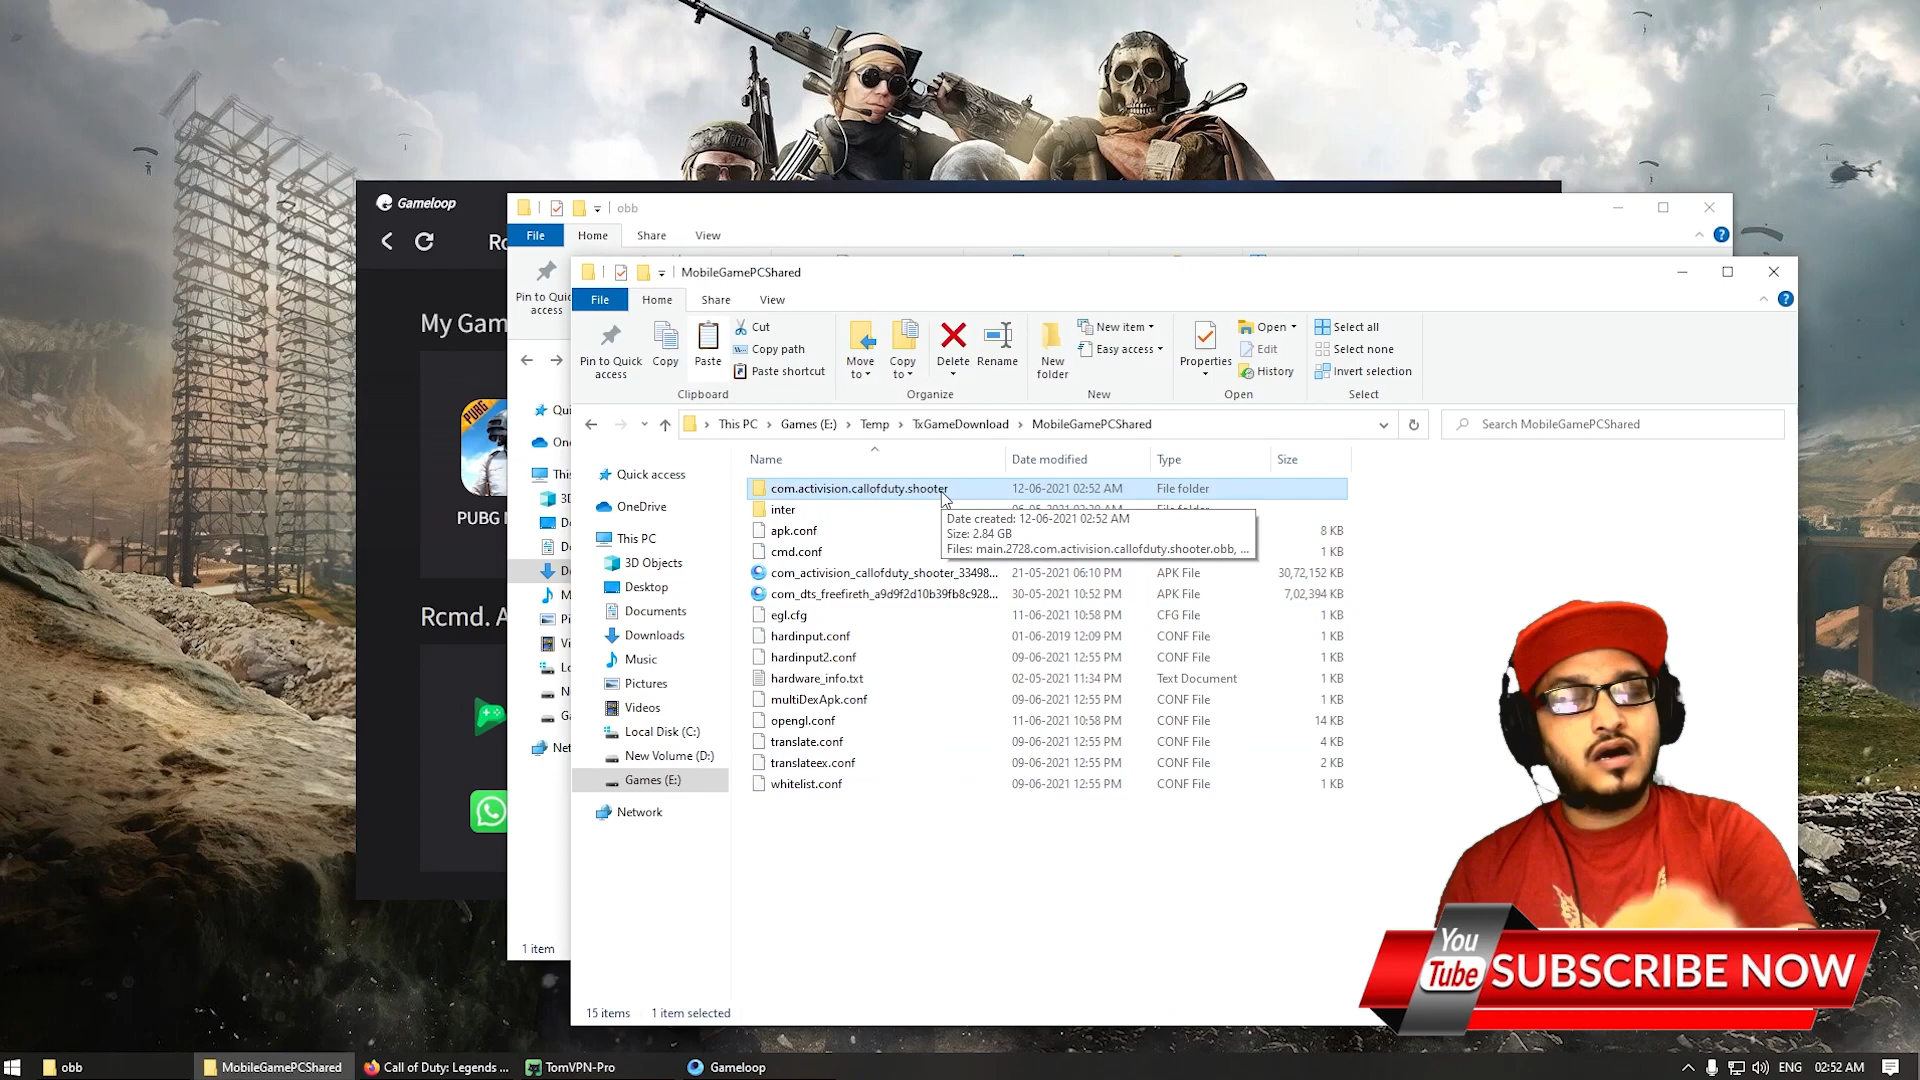 Gameloop
obb
File
Home
Share
View
Pin to Quic
access
My Gam
PUBG
PUBG M
Rcmd. A
1 item
MobileGamePCShared
File
Home
Share
View
Pin to Quick
access
Copy
Paste
Cut
Copy path
Paste shortcut
Clipboard
Move
to
Copy
to
Delete
Rename
Organize
New
folder
New item
Easy access
New
Properties
Open
Edit
History
Open
Select all
Select none
Invert selection
Select
This PC
Games (E:)
Temp
TxGameDownload
MobileGamePCShared
Search MobileGamePCShared
Name
Date modified
Type
Size
Quick access
OneDrive
This PC
3D Objects
Desktop
Documents
Downloads
Music
Pictures
Videos
Local Disk (C:)
New Volume (D:)
Games (E:)
Network
com.activision.callofduty.shooter 12-06-2021 02:52 AM File folder
inter
Date created: 12-06-2021 02:52 AM
Size: 2.84 GB
Files: main.2728.com.activision.callofduty.shooter.obb, ...
apk.conf 8 KB
cmd.conf 1 KB
com_activision_callofduty_shooter_33498... 21-05-2021 06:10 PM APK File 30,72,152 KB
com_dts_freefireth_a9d9f2d10b39fb8c928... 30-05-2021 10:52 PM APK File 7,02,394 KB
egl.cfg 11-06-2021 10:58 PM CFG File 1 KB
hardinput.conf 01-06-2019 12:09 PM CONF File 1 KB
hardinput2.conf 09-06-2021 12:55 PM CONF File 1 KB
hardware_info.txt 02-05-2021 11:34 PM Text Document 1 KB
multiDexApk.conf 09-06-2021 12:55 PM CONF File 1 KB
opengl.conf 11-06-2021 10:58 PM CONF File 14 KB
translate.conf 09-06-2021 12:55 PM CONF File 4 KB
translateex.conf 09-06-2021 12:55 PM CONF File 2 KB
whitelist.conf 09-06-2021 12:55 PM CONF File 1 KB
15 items 1 item selected
You
Tube SUBSCRIBE NOW
obb
MobileGamePCShared
Call of Duty: Legends ...
TomVPN-Pro
Gameloop
ENG
02:52 AM